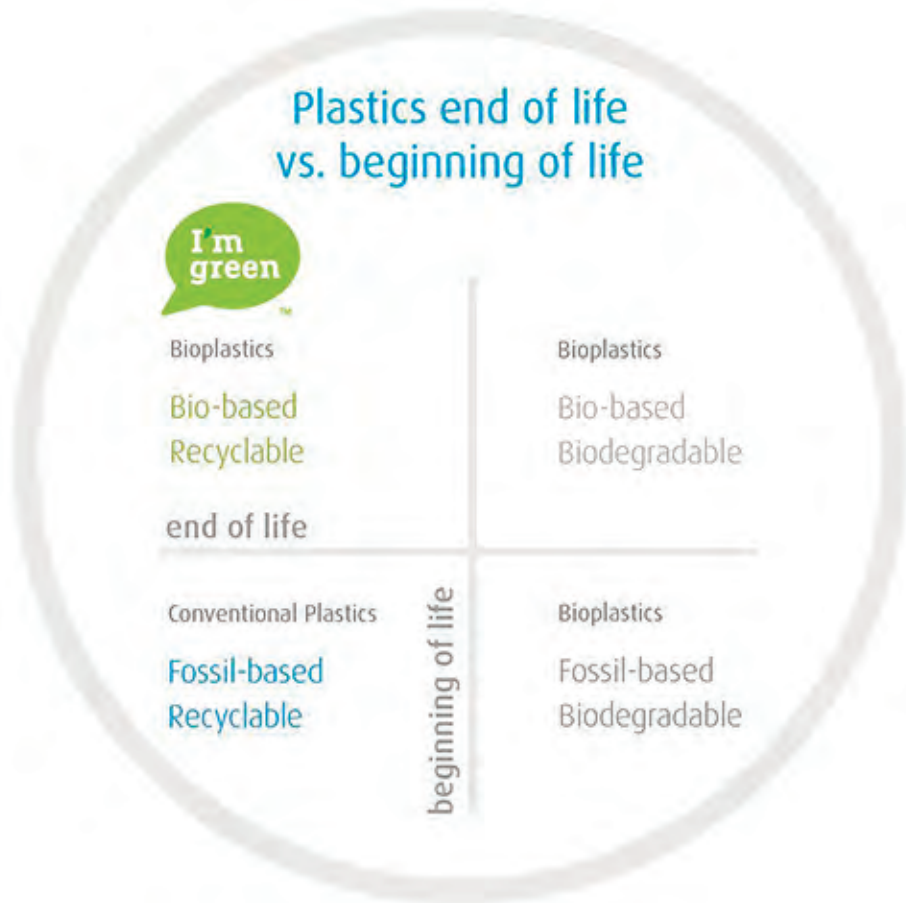 Plastics end of life
vs. beginning of life
I'm
green
TM
Bioplastics
Bio-based
Recyclable
Bioplastics
Bio-based
Biodegradable
end of life
Conventional Plastics
Fossil-based
Recyclable
beginning of life
Bioplastics
Fossil-based
Biodegradable